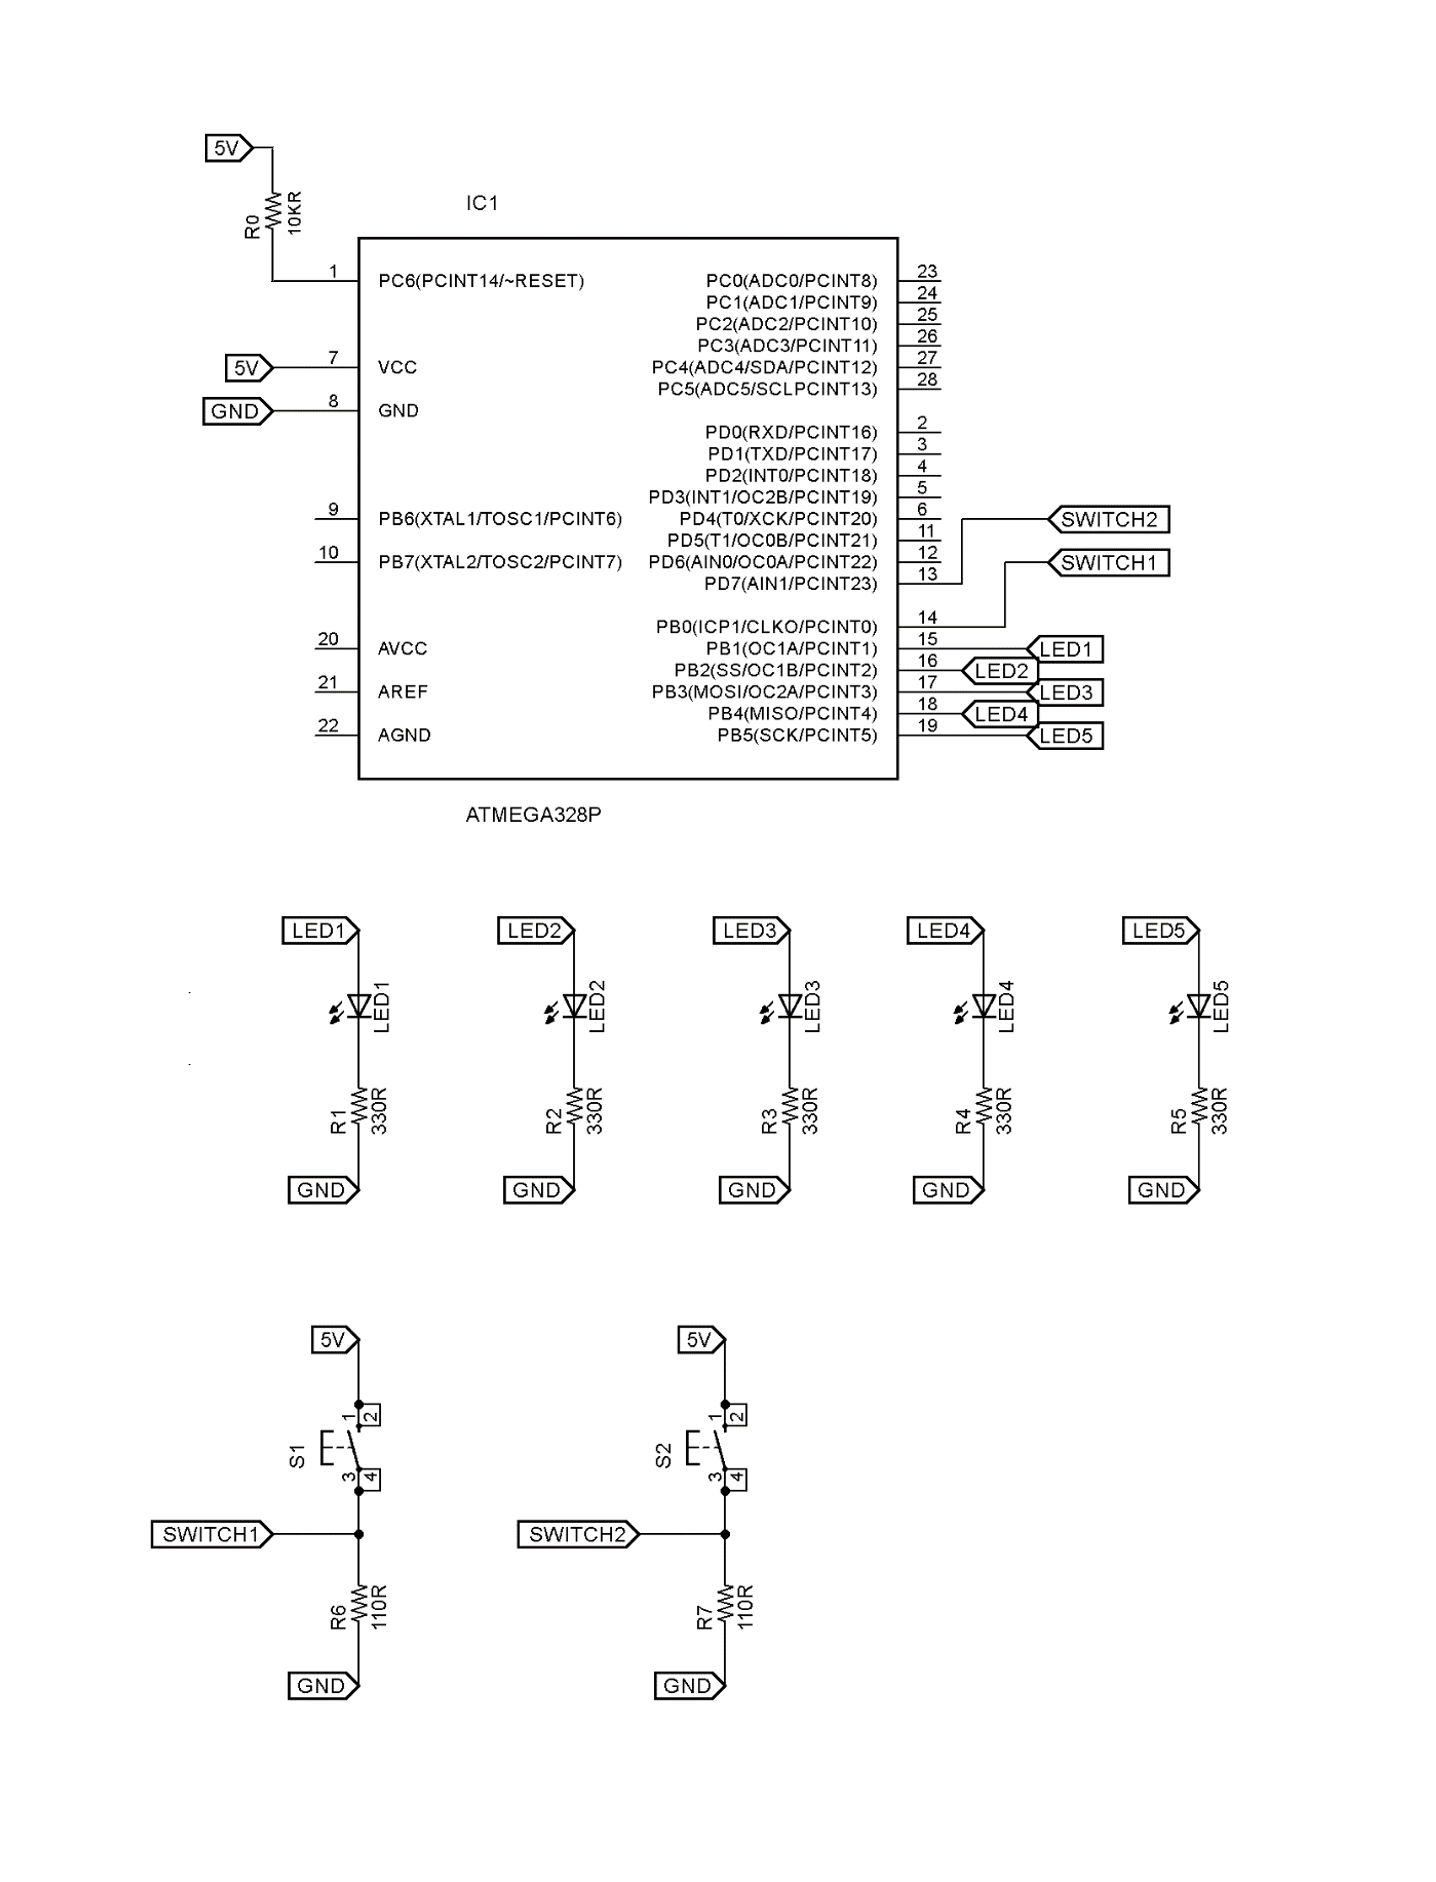 5V
R0
10KR
IC1
1
PC6(PCINT14/~RESET)
7
5V
VCC
8
GND
GND
9
PB6(XTAL1/TOSC1/PCINT6)
10
PB7(XTAL2/TOSC2/PCINT7)
20
AVCC
21
AREF
22
AGND
PC0(ADC0/PCINT8)
23
PC1(ADC1/PCINT9)
24
PC2(ADC2/PCINT10)
25
PC3(ADC3/PCINT11)
26
PC4(ADC4/SDA/PCINT12)
27
PC5(ADC5/SCLPCINT13)
28
PD0(RXD/PCINT16)
2
PD1(TXD/PCINT17)
3
PD2(INT0/PCINT18)
4
PD3(INT1/OC2B/PCINT19)
5
PD4(T0/XCK/PCINT20)
6
PD5(T1/OC0B/PCINT21)
11
PD6(AIN0/OC0A/PCINT22)
12
PD7(AIN1/PCINT23)
13
SWITCH2
SWITCH1
PB0(ICP1/CLKO/PCINT0)
14
PB1(OC1A/PCINT1)
15
LED1
PB2(SS/OC1B/PCINT2)
16
LED2
PB3(MOSI/OC2A/PCINT3)
17
LED3
PB4(MISO/PCINT4)
18
LED4
PB5(SCK/PCINT5)
19
LED5
ATMEGA328P
LED1
LED2
LED3
LED4
LED5
LED1
LED2
LED3
LED4
LED5
R1
330R
R2
330R
R3
330R
R4
330R
R5
330R
GND
GND
GND
GND
GND
5V
5V
1
2
S1
3
4
1
2
S2
3
4
SWITCH1
SWITCH2
R6
110R
R7
110R
GND
GND